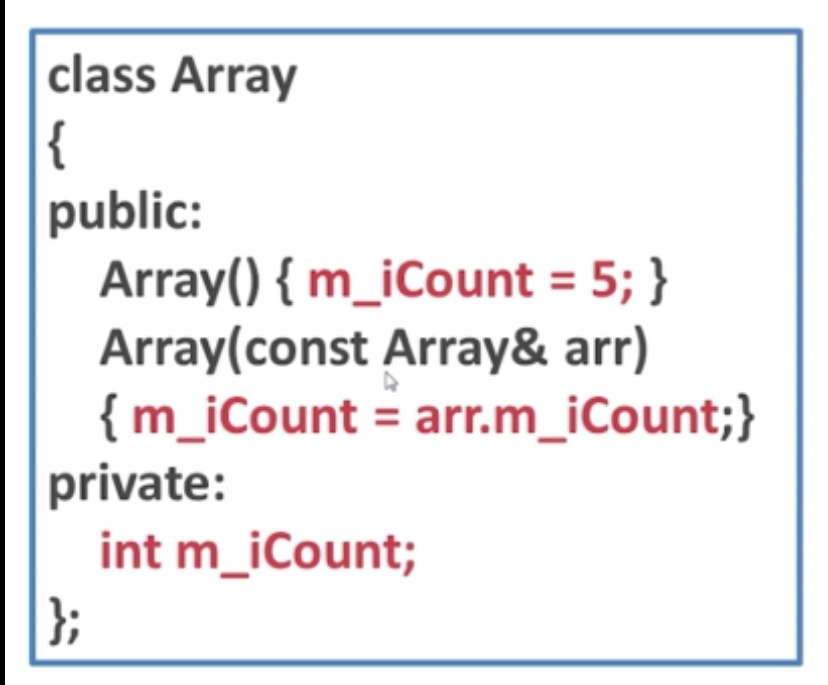 class Array
{
public:
Array() { m_iCount = 5; }
Array(const Array& arr)
{ m_iCount = arr.m_iCount;}
private:
int m_iCount;
};